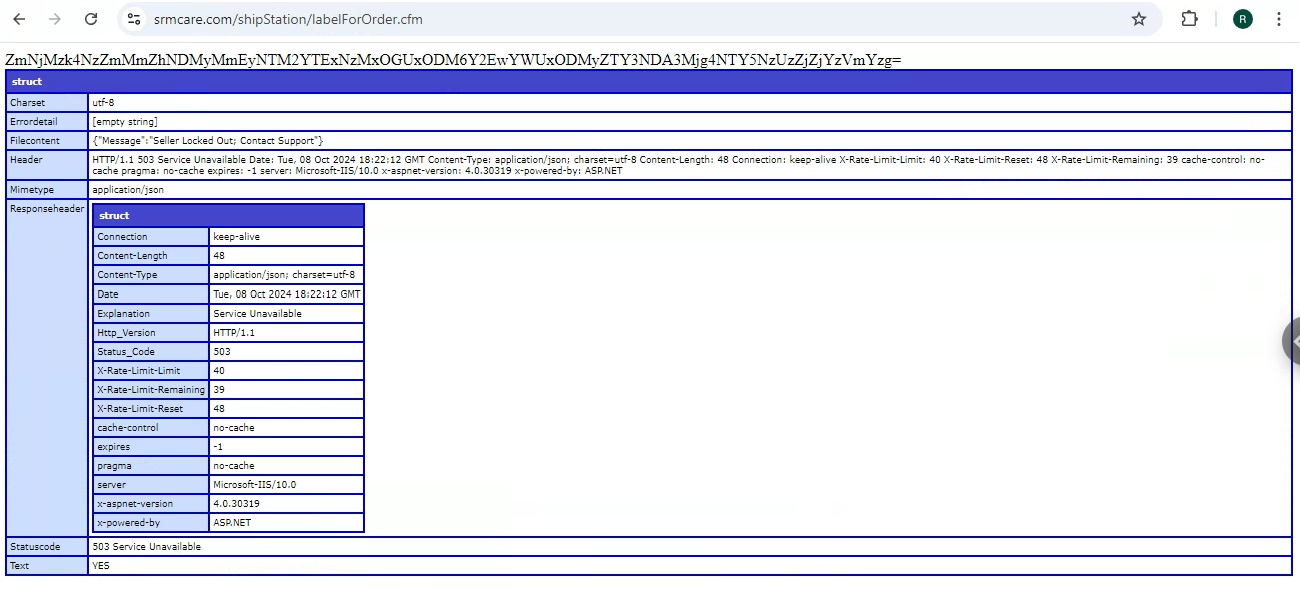 srmcare.com/shipStation/labelForOrder.cfm
R
ZmNjMzk4NzZmMmZhNDMyMmEyNTM2YTExNzMxOGUxODM6Y2EwYWUxODMyZTY3NDA3Mjg4NTY5NzUzZjZjYzVmYzg=
struct
Charset utf-8
Errordetail [empty string]
Filecontent {"Message":"Seller Locked Out; Contact Support"}
Header HTTP/1.1 503 Service Unavailable Date: Tue, 08 Oct 2024 18:22:12 GMT Content-Type: application/json; charset=utf-8 Content-Length: 48 Connection: keep-alive X-Rate-Limit-Limit: 40 X-Rate-Limit-Reset: 48 X-Rate-Limit-Remaining: 39 cache-control: no-
cache pragma: no-cache expires: -1 server: Microsoft-IIS/10.0 x-aspnet-version: 4.0.30319 x-powered-by: ASP.NET
Mimetype application/json
Responseheader struct
Connection keep-alive
Content-Length 48
Content-Type application/json; charset=utf-8
Date Tue, 08 Oct 2024 18:22:12 GMT
Explanation Service Unavailable
Http_Version HTTP/1.1
Status_Code 503
X-Rate-Limit-Limit 40
X-Rate-Limit-Remaining 39
X-Rate-Limit-Reset 48
cache-control no-cache
expires -1
pragma no-cache
server Microsoft-IIS/10.0
x-aspnet-version 4.0.30319
x-powered-by ASP.NET
Statuscode 503 Service Unavailable
Text YES